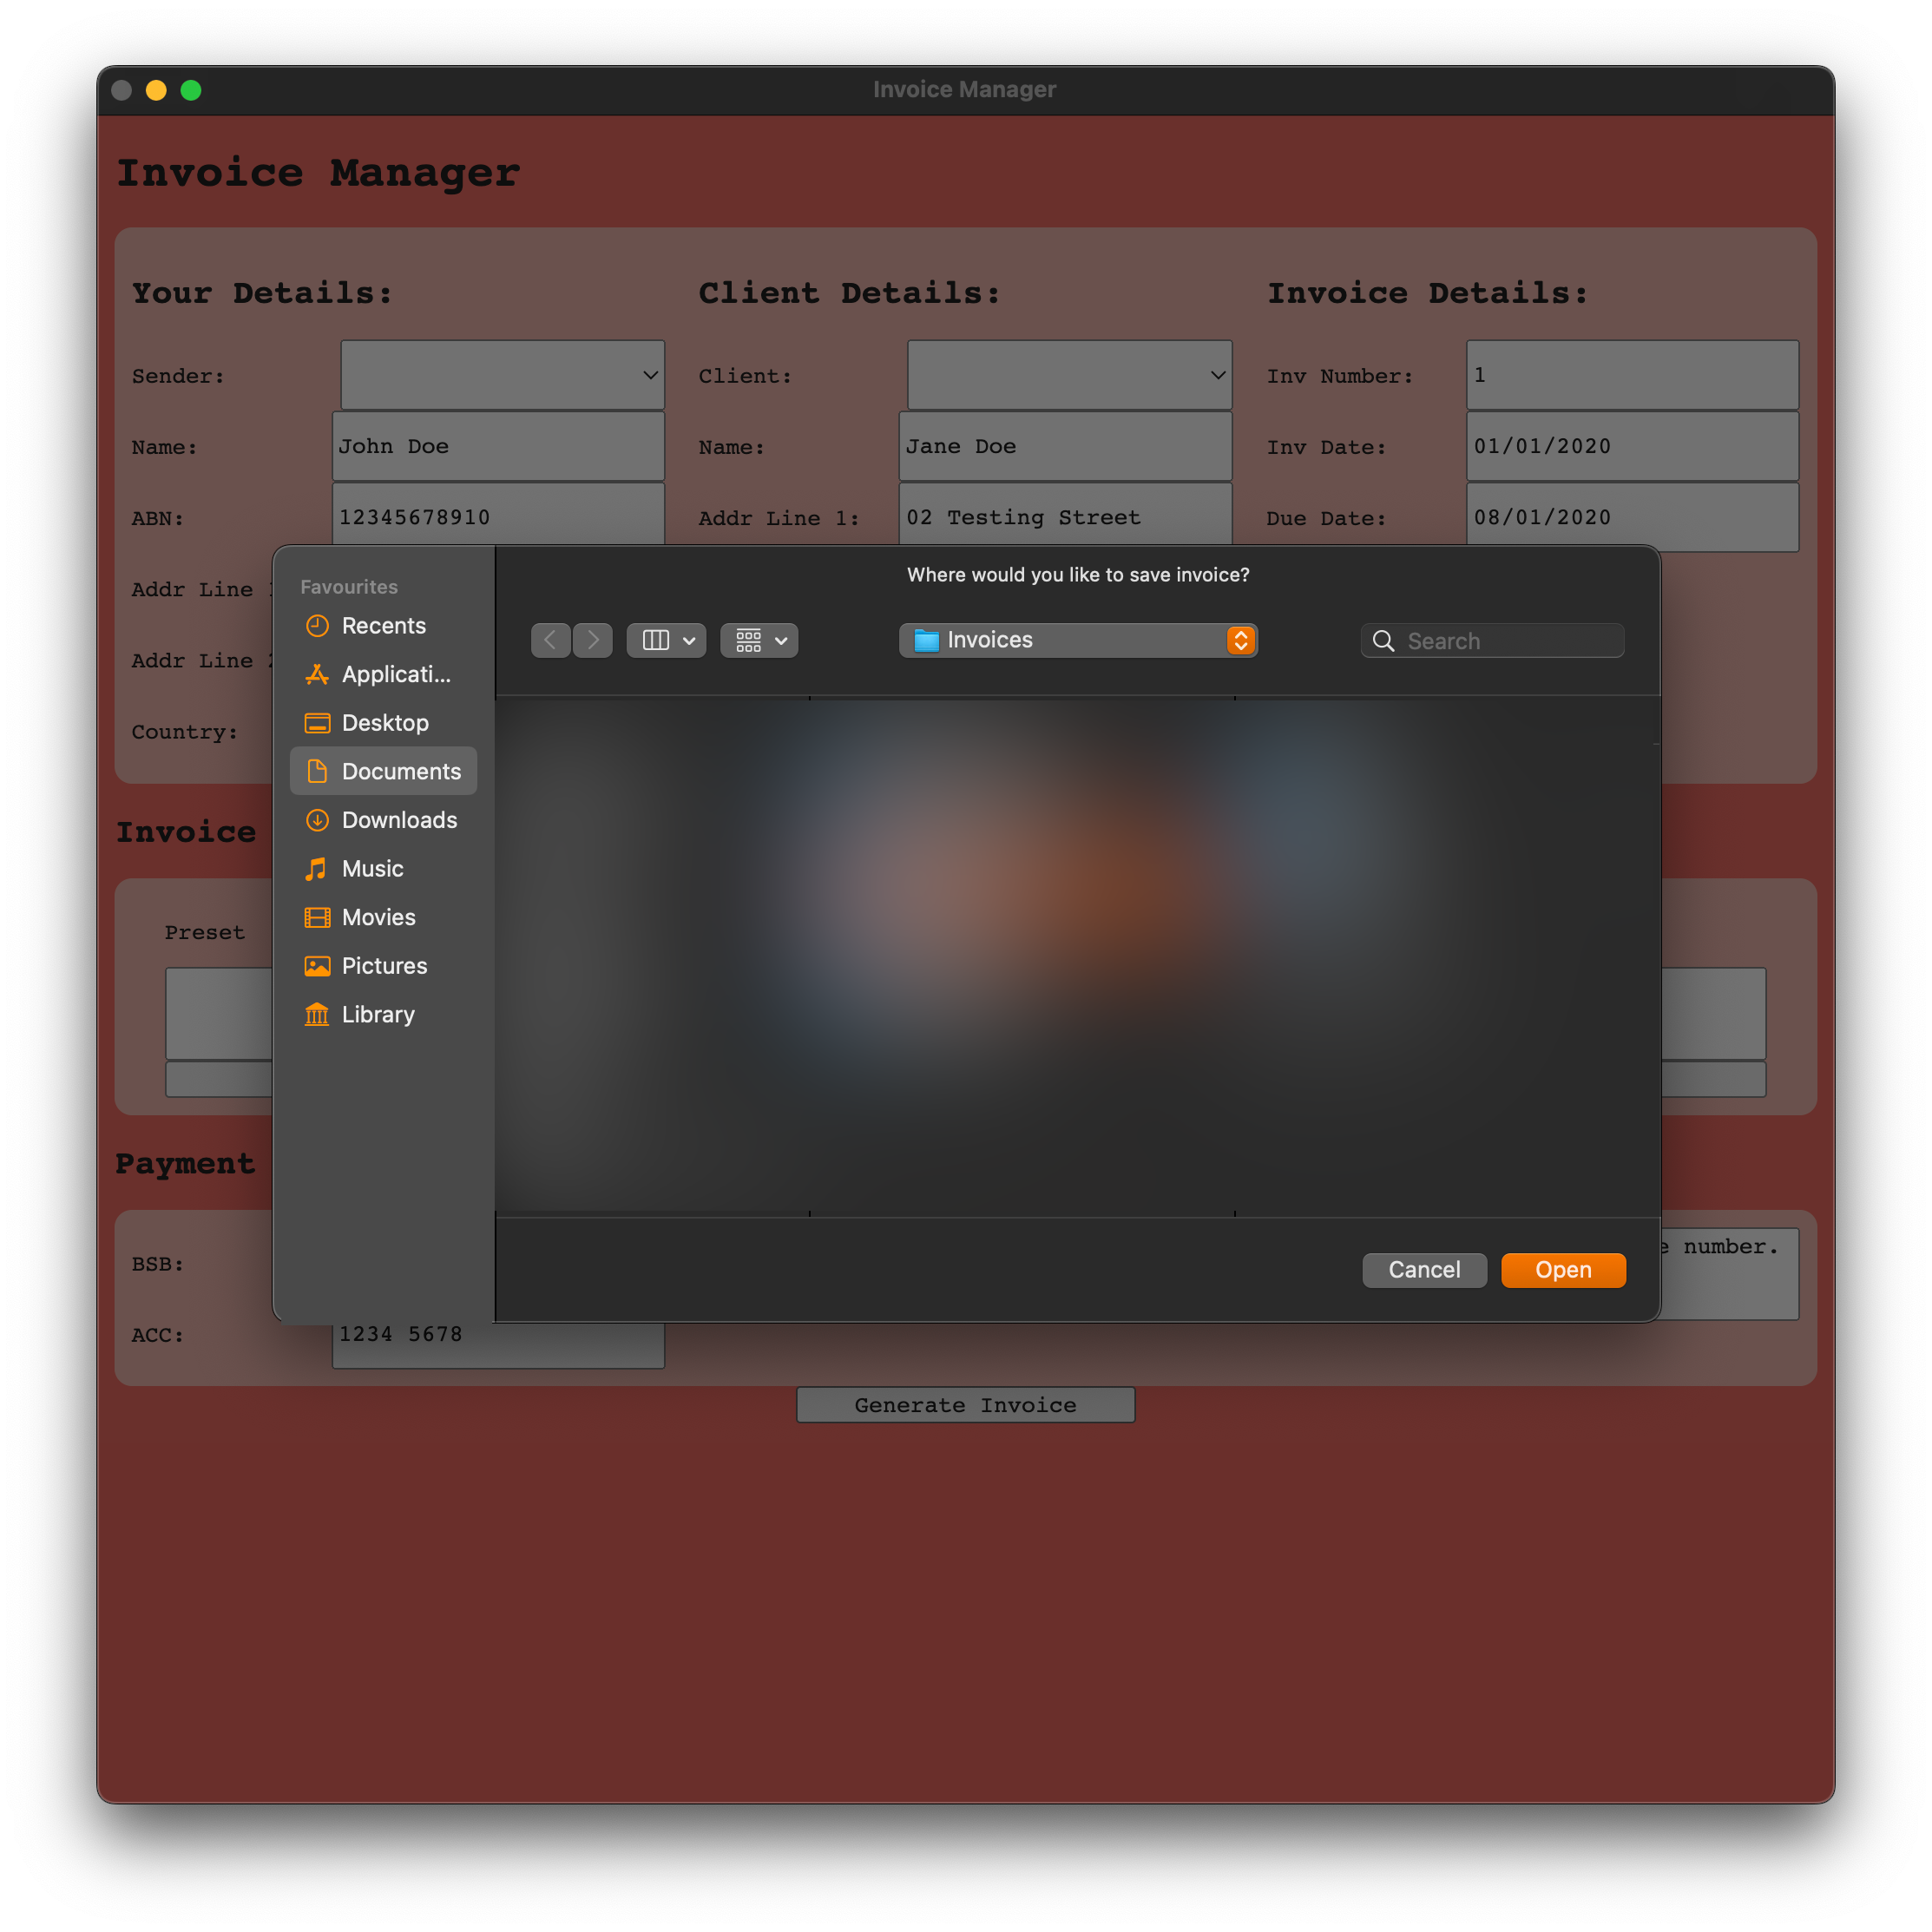 Invoice Manager
Invoice Manager
Your Details:
Client Details:
Invoice Details:
Sender:
Client:
Inv Number:
1
Name:
John Doe
Name:
Jane Doe
Inv Date:
01/01/2020
ABN:
12345678910
Addr Line 1:
02 Testing Street
Due Date:
08/01/2020
Addr Line
Addr Line
Country:
Where would you like to save invoice?
Favourites
Recents
Applicati...
Desktop
Documents
Downloads
Music
Movies
Pictures
Library
Invoices
Search
Cancel
Open
Invoice
Preset
Payment
BSB:
number.
ACC:
1234 5678
Generate Invoice